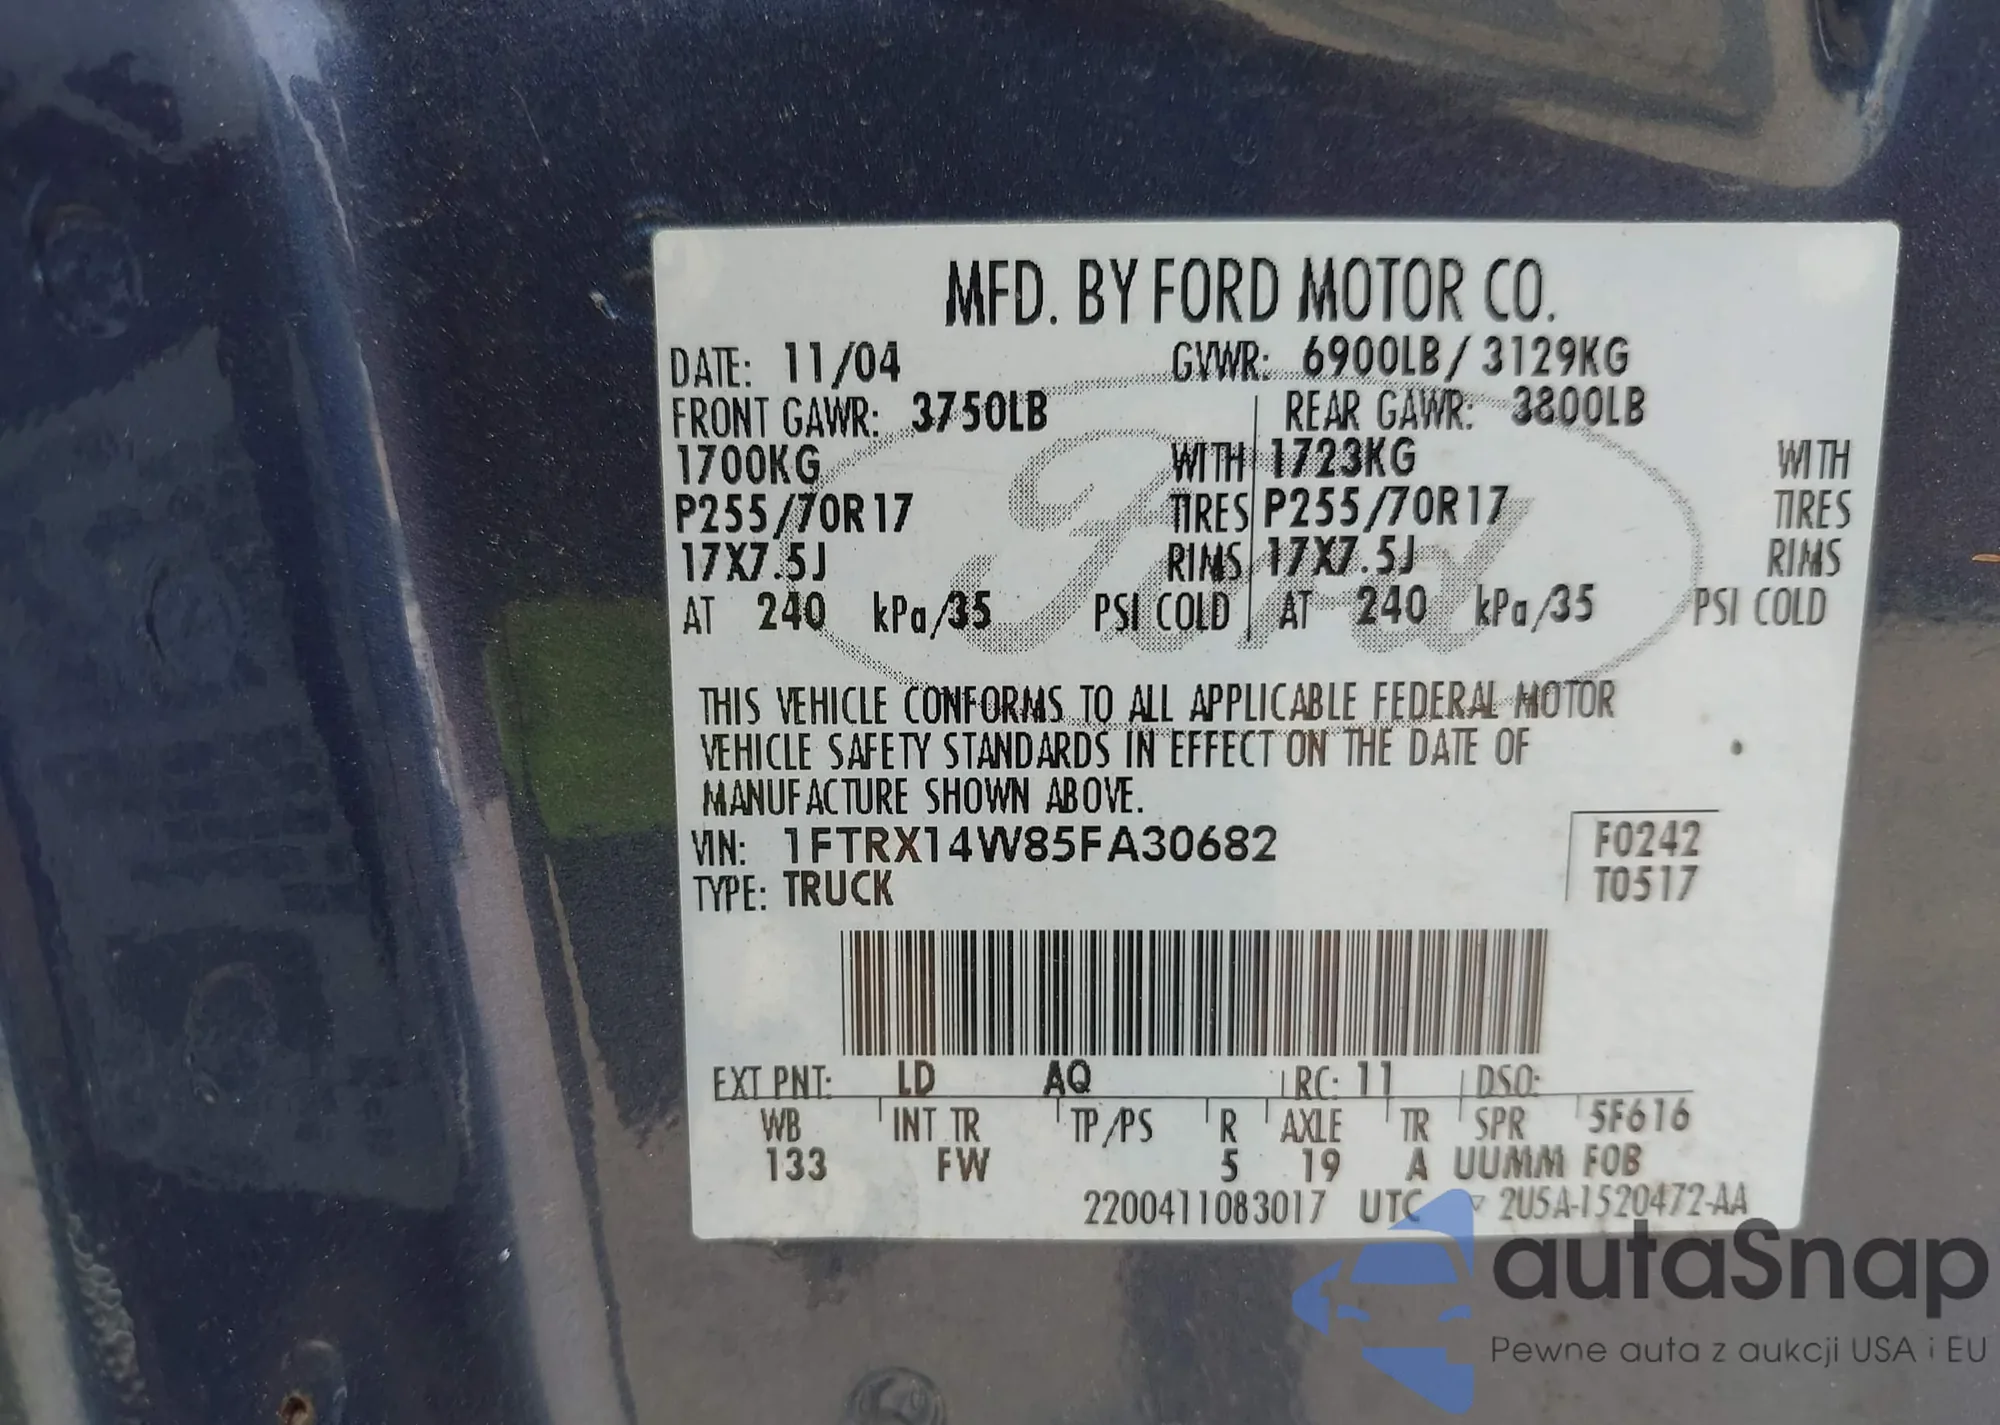 MFD. BY FORD MOTOR CO.
DATE: 11/04 GVWR: 6900LB/ 3129KG
FRONT GAWR: 3750LB REAR GAWR: 3800LB
1700KG WITH 1723KG WITH
P255/70R17 TIRES P255/70R17 TIRES
17X7.5J RIMS 17X7.5J RIMS
AT 240 kPa/35 PSI COLD AT 240 kPa/35 PSI COLD
Ford
THIS VEHICLE CONFORMS TO ALL APPLICABLE FEDERAL MOTOR
VEHICLE SAFETY STANDARDS IN EFFECT ON THE DATE OF
MANUFACTURE SHOWN ABOVE.
VIN: 1FTRX14W85FA30682 F0242
TYPE: TRUCK T0517
EXT PNT: LD AQ RC: 11 DSO:
WB INT TR TP/PS R AXLE TR SPR 5F616
133 FW 5 19 A UUMM FOB
2200411083017 UTC ▽ 2U5A-1520472-AA
autaSnap
Pewne auta z aukcji USA i EU